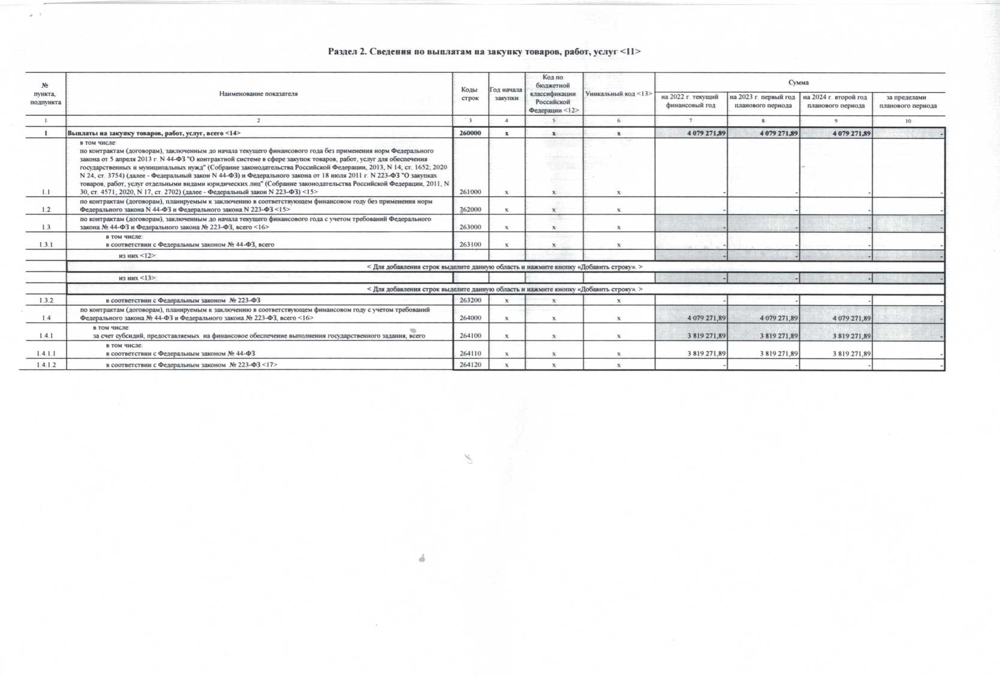 Раздел 2. Сведения по выплатам на закупку товаров, работ, услуг <11>
№ пункта, подпункта | Наименование показателя | Коды строк | Год начала закупки | Код по бюджетной классификации Российской Федерации <12> | Уникальный код <13> | Сумма
на 2022 г. текущий финансовый год | на 2023 г. первый год планового периода | на 2024 г. второй год планового периода | за пределами планового периода
1 | 2 | 3 | 4 | 5 | 6 | 7 | 8 | 9 | 10
1 | Выплаты на закупку товаров, работ, услуг, всего <14> | 260000 | x | x | x | 4 079 271,89 | 4 079 271,89 | 4 079 271,89 | -
в том числе:
по контрактам (договорам), заключенным до начала текущего финансового года без применения норм Федерального
закона от 5 апреля 2013 г. N 44-ФЗ "О контрактной системе в сфере закупок товаров, работ, услуг для обеспечения
государственных и муниципальных нужд" (Собрание законодательства Российской Федерации, 2013, N 14, ст. 1652; 2020
N 24, ст. 3754) (далее - Федеральный закон N 44-ФЗ) и Федерального закона от 18 июля 2011 г. N 223-ФЗ "О закупках
товаров, работ, услуг отдельными видами юридических лиц" (Собрание законодательства Российской Федерации, 2011, N
1.1 | 30, ст. 4571; 2020, N 17, ст. 2702) (далее - Федеральный закон N 223-ФЗ) <15> | 261000 | x | x | x | - | - | - | -
по контрактам (договорам), планируемым к заключению в соответствующем финансовом году без применения норм
1.2 | Федерального закона N 44-ФЗ и Федерального закона N 223-ФЗ <15> | 262000 | x | x | x | - | - | - | -
по контрактам (договорам), заключенным до начала текущего финансового года с учетом требований Федерального
1.3 | закона № 44-ФЗ и Федерального закона № 223-ФЗ, всего <16> | 263000 | x | x | x | - | - | - | -
в том числе:
1.3.1 | в соответствии с Федеральным законом № 44-ФЗ, всего | 263100 | x | x | x | - | - | - | -
из них <12>: | - | - | - | -
< Для добавления строк выделите данную область и нажмите кнопку «Добавить строку». >
из них <13>: | - | - | - | -
< Для добавления строк выделите данную область и нажмите кнопку «Добавить строку». >
1.3.2 | в соответствии с Федеральным законом № 223-ФЗ | 263200 | x | x | x | - | - | - | -
по контрактам (договорам), планируемым к заключению в соответствующем финансовом году с учетом требований
1.4 | Федерального закона № 44-ФЗ и Федерального закона № 223-ФЗ, всего <16> | 264000 | x | x | x | 4 079 271,89 | 4 079 271,89 | 4 079 271,89 | -
в том числе:
1.4.1 | за счет субсидий, предоставляемых на финансовое обеспечение выполнения государственного задания, всего | 264100 | x | x | x | 3 819 271,89 | 3 819 271,89 | 3 819 271,89 | -
в том числе:
1.4.1.1 | в соответствии с Федеральным законом № 44-ФЗ | 264110 | x | x | x | 3 819 271,89 | 3 819 271,89 | 3 819 271,89 | -
1.4.1.2 | в соответствии с Федеральным законом № 223-ФЗ <17> | 264120 | x | x | x | - | - | - | -